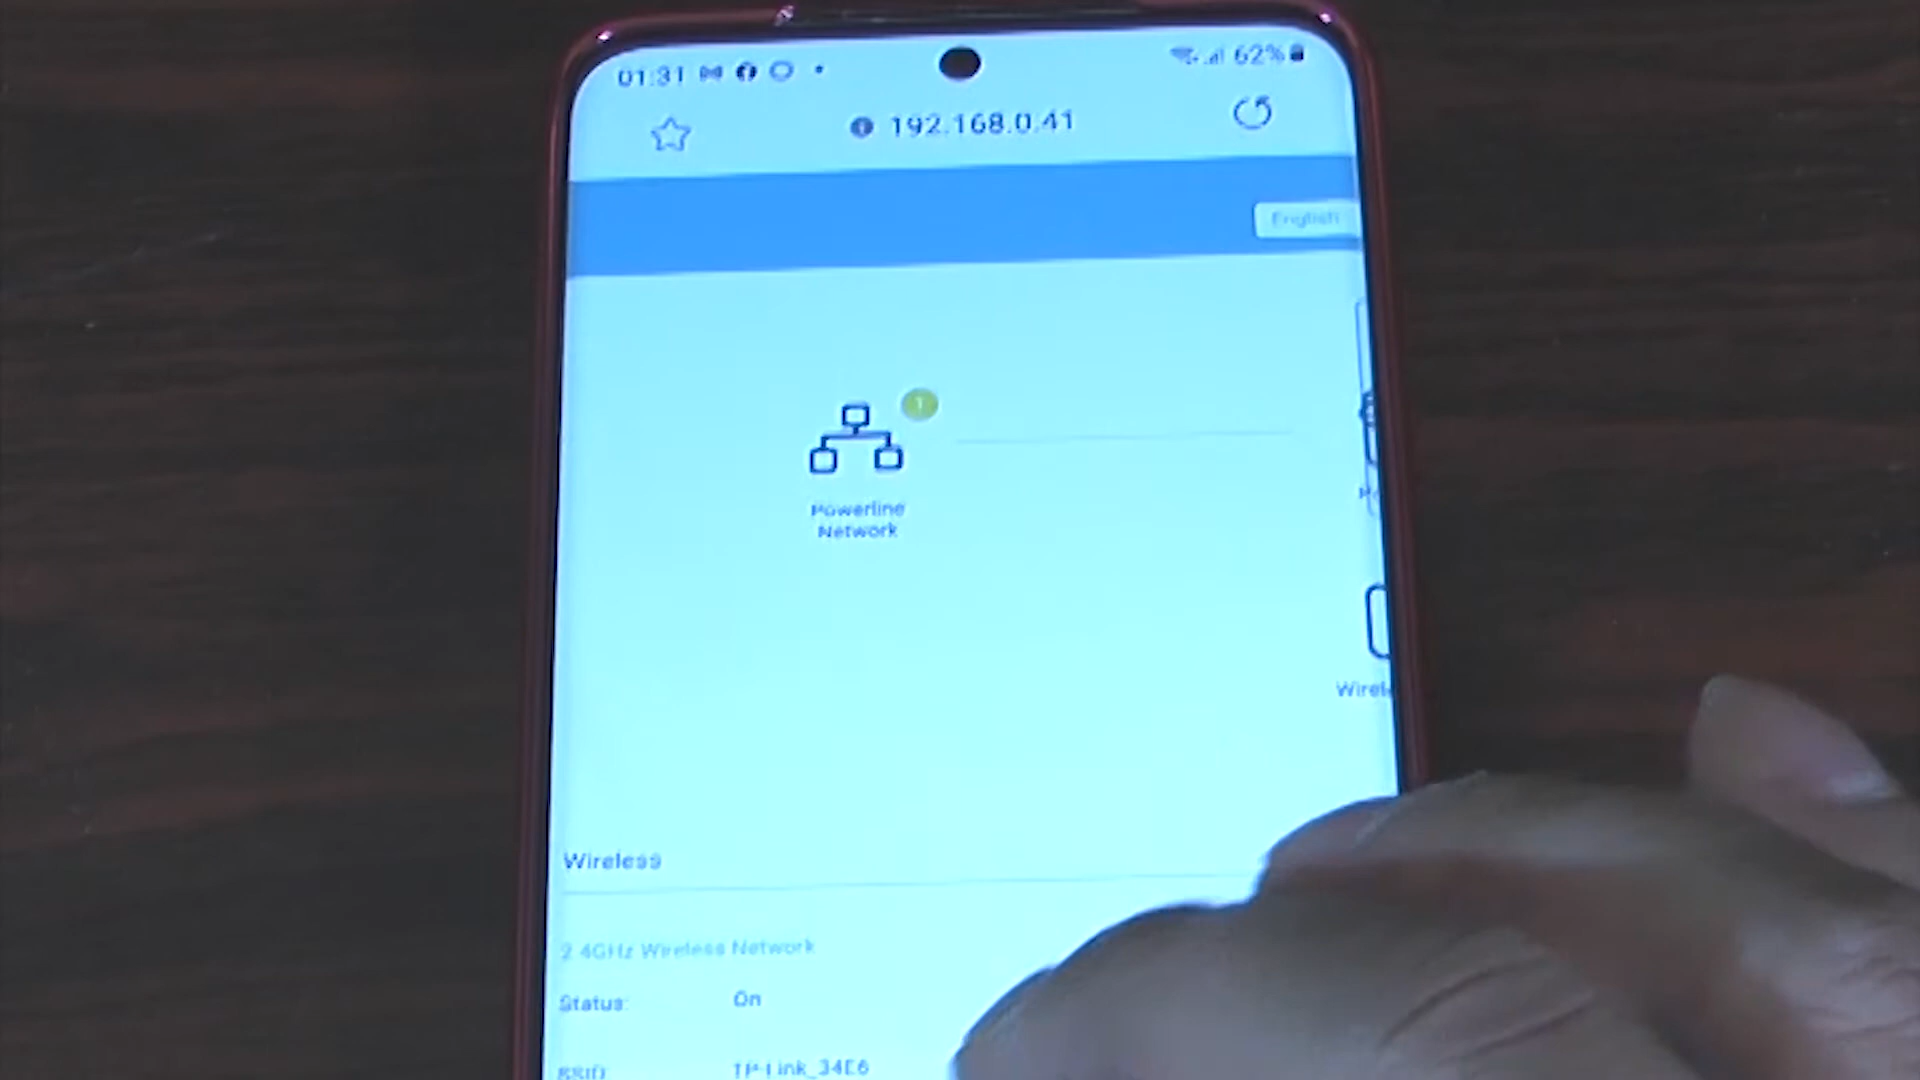 01:31 62%
192.168.0.41
English
1
Powerline
Network
Wirel
Wireless
2.4GHz Wireless Network
Status: On
SSID TP-Link_34E6